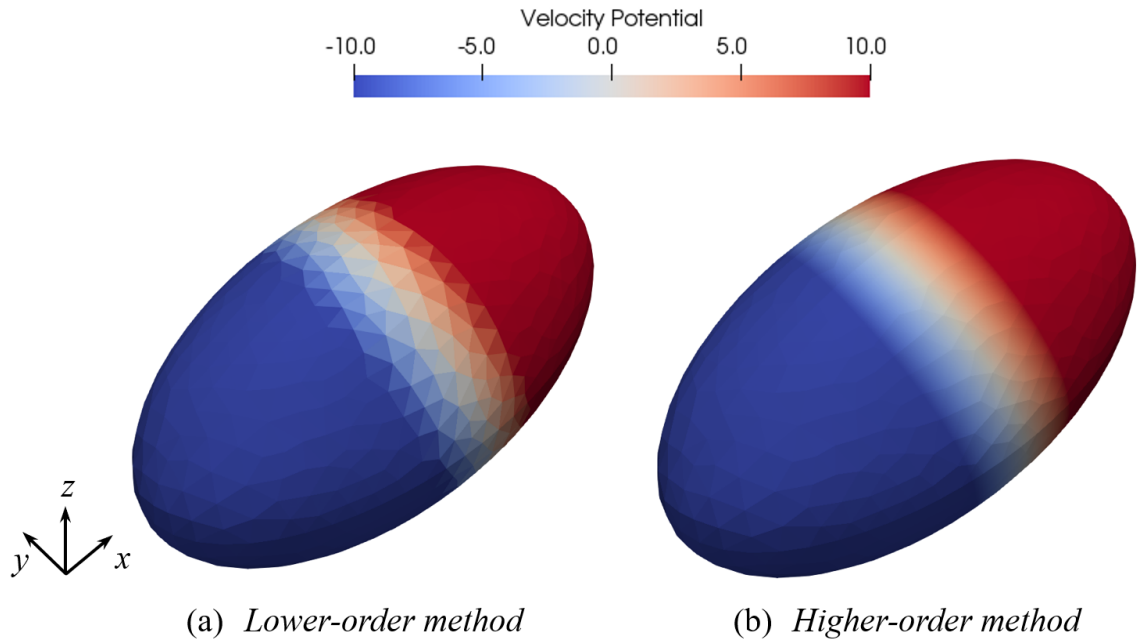 Velocity Potential
-10.0 -5.0 0.0 5.0 10.0
z
y x
(a) Lower-order method
(b) Higher-order method